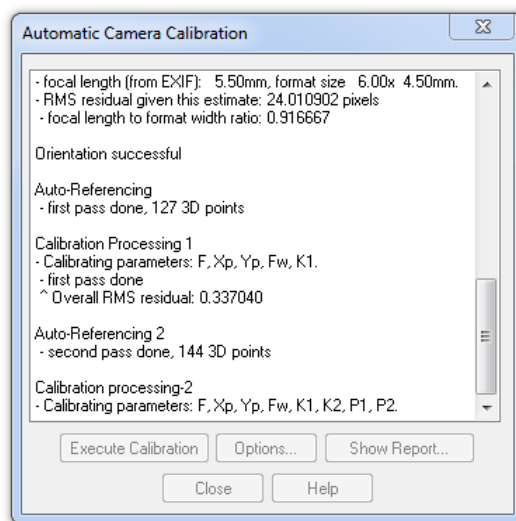 Automatic Camera Calibration
- focal length (from EXIF): 5.50mm, format size 6.00x 4.50mm.
- RMS residual given this estimate: 24.010902 pixels
- focal length to format width ratio: 0.916667
Orientation successful
Auto-Referencing
- first pass done, 127 3D points
Calibration Processing 1
- Calibrating parameters: F, Xp, Yp, Fw, K1.
- first pass done
^ Overall RMS residual: 0.337040
Auto-Referencing 2
- second pass done, 144 3D points
Calibration processing-2
- Calibrating parameters: F, Xp, Yp, Fw, K1, K2, P1, P2.
Execute Calibration Options... Show Report...
Close Help